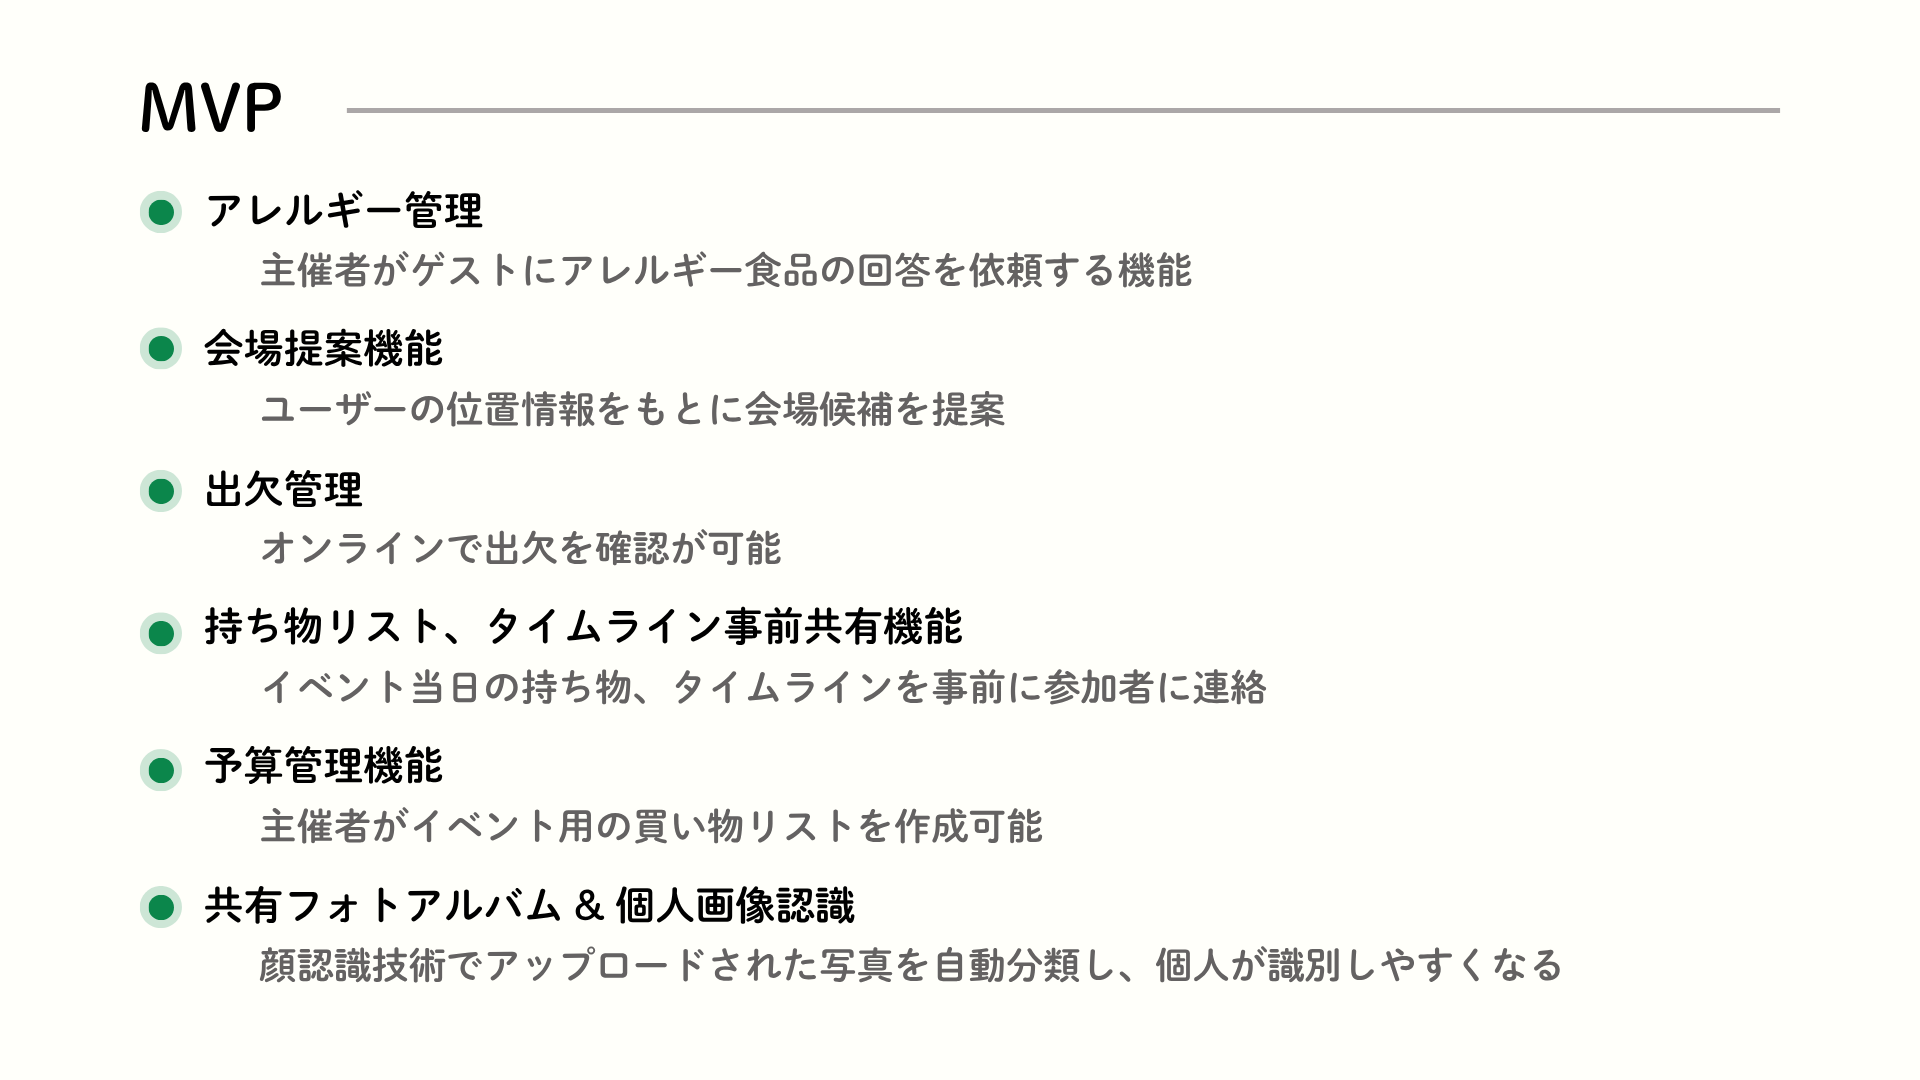 MVP
アレルギー管理
主催者がゲストにアレルギー食品の回答を依頼する機能
会場提案機能
ユーザーの位置情報をもとに会場候補を提案
出欠管理
オンラインで出欠を確認が可能
持ち物リスト、タイムライン事前共有機能
イベント当日の持ち物、タイムラインを事前に参加者に連絡
予算管理機能
主催者がイベント用の買い物リストを作成可能
共有フォトアルバム & 個人画像認識
顔認識技術でアップロードされた写真を自動分類し、個人が識別しやすくなる